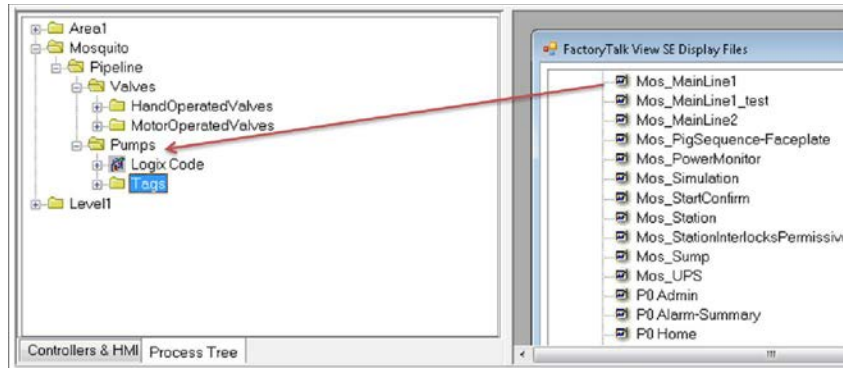 Area1
Mosquito
Pipeline
Valves
HandOperatedValves
MotorOperatedValves
Pumps
Logix Code
Tags
Level1
Controllers & HMI
Process Tree
FactoryTalk View SE Display Files
Mos_MainLine1
Mos_MainLine1_test
Mos_MainLine2
Mos_PigSequence-Faceplate
Mos_PowerMonitor
Mos_Simulation
Mos_StartConfirm
Mos_Station
Mos_StationInterlocksPermissiv
Mos_Sump
Mos_UPS
P0 Admin
P0 Alarm-Summary
P0 Home